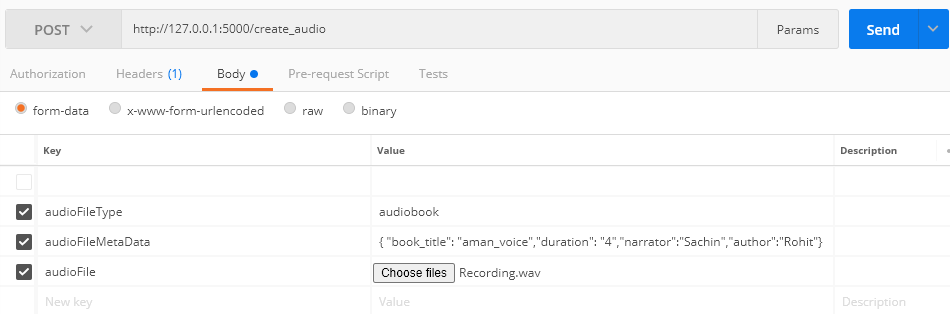 POST http://127.0.0.1:5000/create_audio Params Send
Authorization Headers (1) Body Pre-request Script Tests
form-data x-www-form-urlencoded raw binary
Key Value Description
audioFileType audiobook
audioFileMetaData { "book_title": "aman_voice","duration": "4","narrator":"Sachin","author":"Rohit"}
audioFile Choose files Recording.wav
New key Value Description